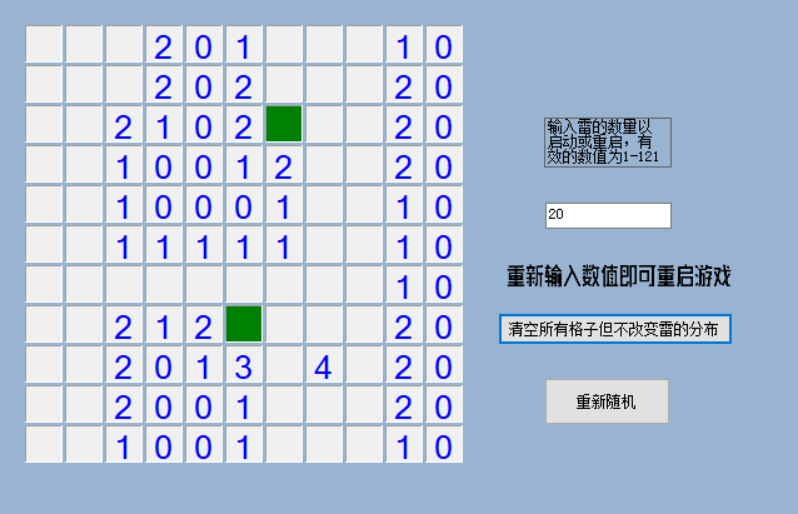 2 0 1 1 0
2 0 2 2 0
2 1 0 2 2 0
1 0 0 1 2 2 0
1 0 0 0 1 1 0
1 1 1 1 1 1 0
1 0
2 1 2 2 0
2 0 1 3 4 2 0
2 0 0 1 2 0
1 0 0 1 1 0
输入雷的数量以
启动或重启，有
效的数值为1-121
20
重新输入数值即可重启游戏
清空所有格子但不改变雷的分布
重新随机